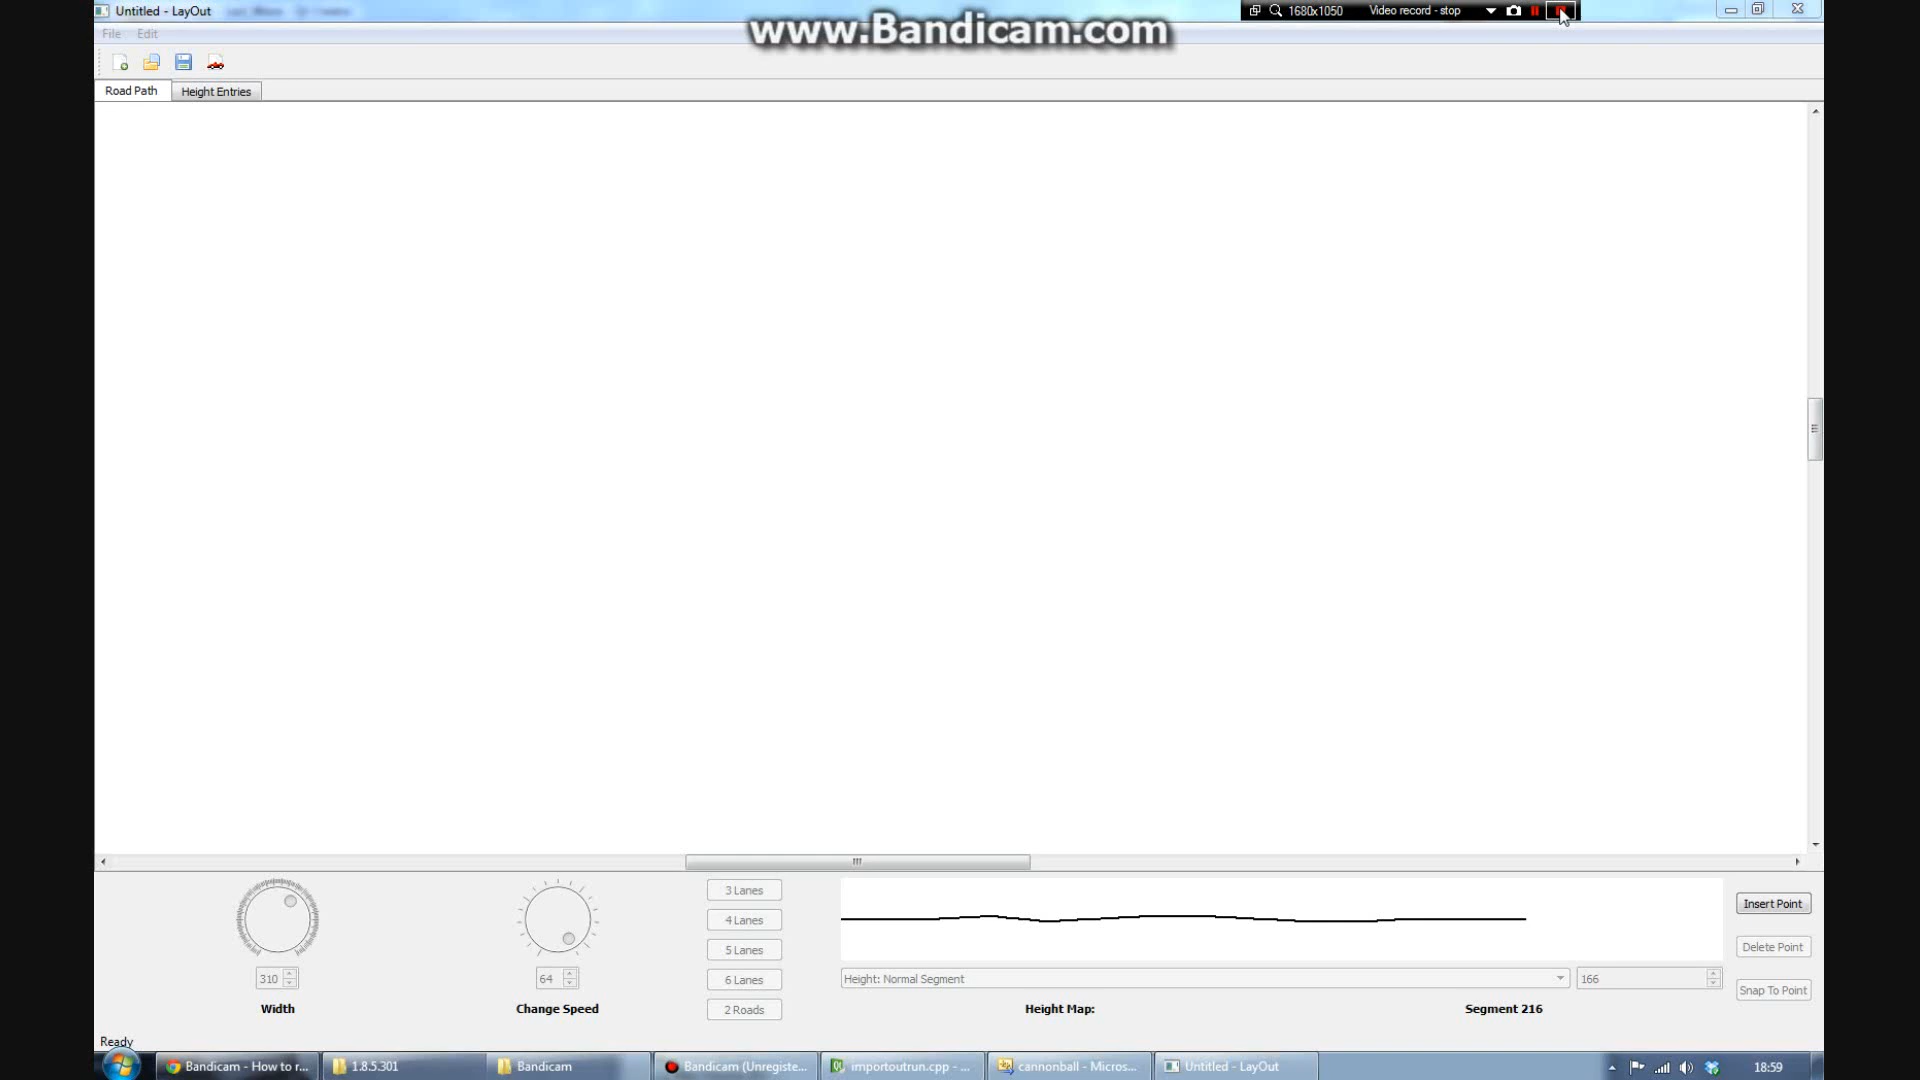 Untitled - LayOut
1680x1050 Video record - stop
www.Bandicam.com
File Edit
Road Path Height Entries
3 Lanes
4 Lanes
5 Lanes
6 Lanes
2 Roads
310
Width
64
Change Speed
Height: Normal Segment 166
Height Map: Segment 216
Insert Point
Delete Point
Snap To Point
Ready
Bandicam - How to r... 1.8.5.301 Bandicam Bandicam (Unregiste... importoutrun.cpp - ... cannonball - Micros... Untitled - LayOut 18:59